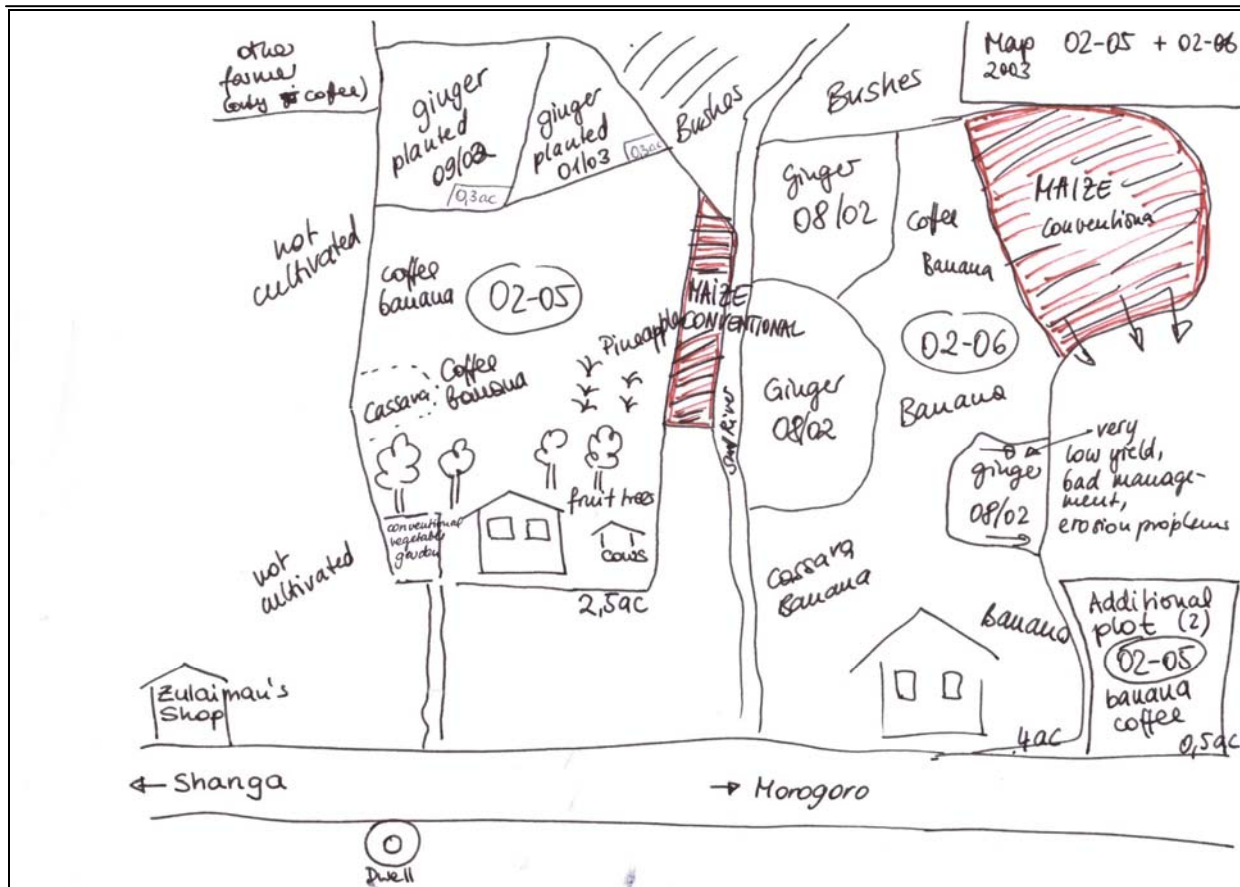 other
farmer
(only coffee)
Map 02-05 + 02-06
2003
ginger
planted
09/02
0,3ac
ginger
planted
01/03
0,3ac
Bushes
Bushes
not
cultivated
coffee
banana
02-05
Cassava
Coffee
banana
Pineapple
MAIZE
CONVENTIONAL
River
Ginger
08/02
Coffee
Banana
MAIZE
Conventional
Ginger
08/02
02-06
Banana
ginger
08/02
very
low yield,
bad manage-
ment,
erosion proplems
fruit trees
conventional
vegetable
garden
cows
2,5ac
not
cultivated
Cassava
Banana
Banana
Additional
plot (2)
02-05
banana
coffee
0,5ac
4ac
Zulaiman's
Shop
← Shanga
→ Morogoro
Dwell